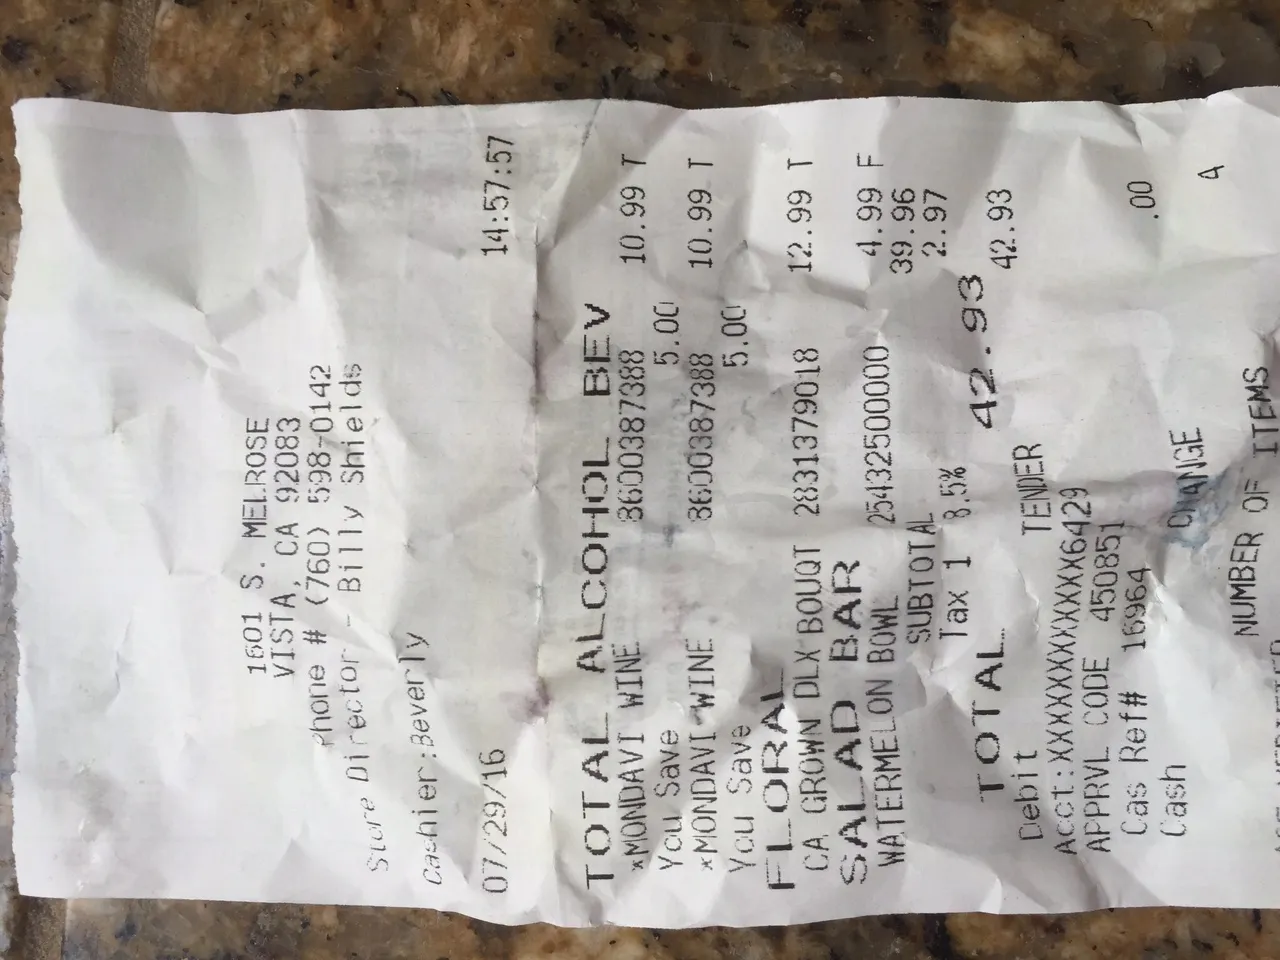 1601 S. MELROSE
VISTA, CA 92083
Phone # (760) 598-0142
Store Director - Billy Shields
Cashier:Beverly
07/29/16 14:57:57
TOTAL ALCOHOL BEV
*MONDAVI WINE 8600387388 10.99 T
You Save 5.00
*MONDAVI WINE 8600387388 10.99 T
You Save 5.00
FLORAL
CA GROWN DLX BOUQT 2831379018 12.99 T
SALAD BAR
WATERMELON BOWL 25432500000 4.99 F
SUBTOTAL 39.96
Tax 1 8.5% 2.97
TOTAL 42.93
Debit TENDER 42.93
Acct:XXXXXXXXXXXX6429
APPRVL CODE 450851
Cas Ref# 16964
Cash CHANGE .00
NUMBER OF ITEMS 4